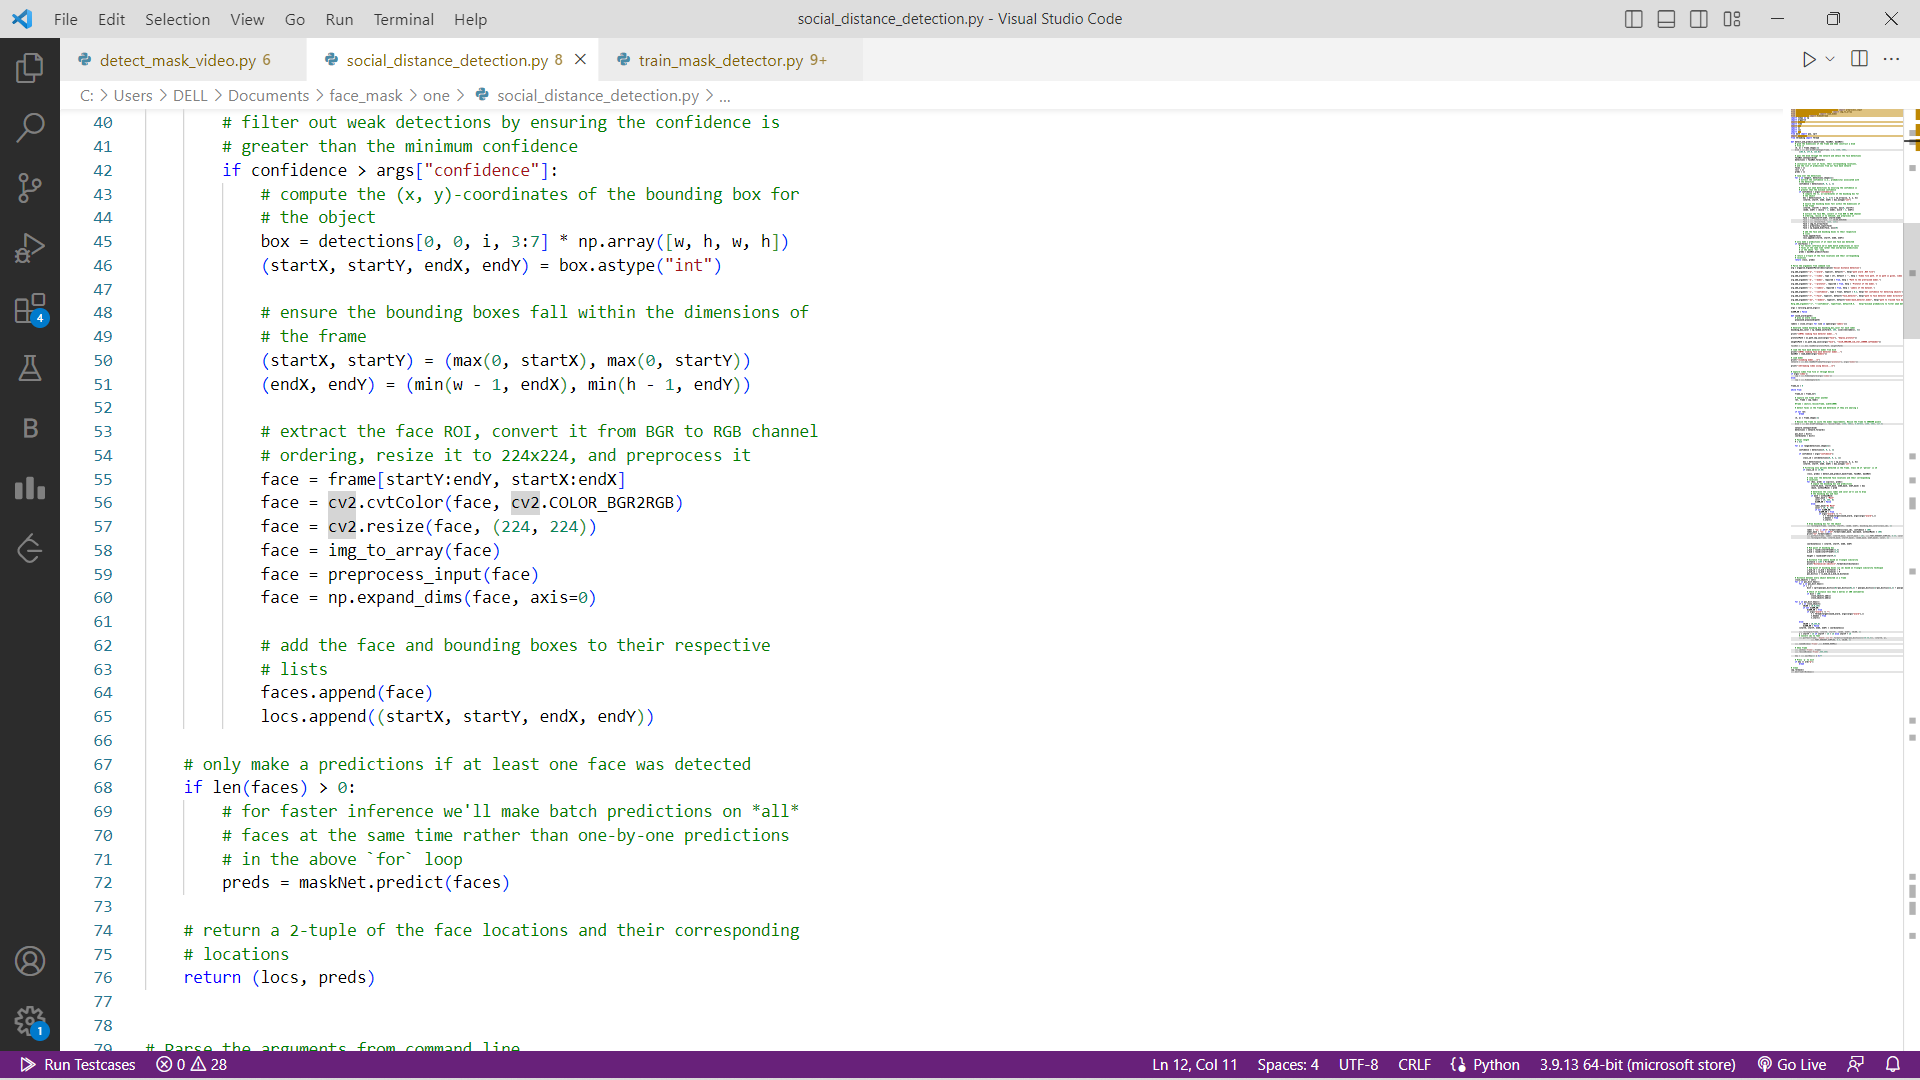 File Edit Selection View Go Run Terminal Help
social_distance_detection.py - Visual Studio Code
detect_mask_video.py 6
social_distance_detection.py 8
train_mask_detector.py 9+
C: > Users > DELL > Documents > face_mask > one > social_distance_detection.py > ...
40 # filter out weak detections by ensuring the confidence is
41 # greater than the minimum confidence
42 if confidence > args["confidence"]:
43 # compute the (x, y)-coordinates of the bounding box for
44 # the object
45 box = detections[0, 0, i, 3:7] * np.array([w, h, w, h])
46 (startX, startY, endX, endY) = box.astype("int")
47
48 # ensure the bounding boxes fall within the dimensions of
49 # the frame
50 (startX, startY) = (max(0, startX), max(0, startY))
51 (endX, endY) = (min(w - 1, endX), min(h - 1, endY))
52
53 # extract the face ROI, convert it from BGR to RGB channel
54 # ordering, resize it to 224x224, and preprocess it
55 face = frame[startY:endY, startX:endX]
56 face = cv2.cvtColor(face, cv2.COLOR_BGR2RGB)
57 face = cv2.resize(face, (224, 224))
58 face = img_to_array(face)
59 face = preprocess_input(face)
60 face = np.expand_dims(face, axis=0)
61
62 # add the face and bounding boxes to their respective
63 # lists
64 faces.append(face)
65 locs.append((startX, startY, endX, endY))
66
67 # only make a predictions if at least one face was detected
68 if len(faces) > 0:
69 # for faster inference we'll make batch predictions on *all*
70 # faces at the same time rather than one-by-one predictions
71 # in the above `for` loop
72 preds = maskNet.predict(faces)
73
74 # return a 2-tuple of the face locations and their corresponding
75 # locations
76 return (locs, preds)
77
78
79 # Parse the arguments from command line
4
B
1
Run Testcases 0 28
Ln 12, Col 11 Spaces: 4 UTF-8 CRLF Python 3.9.13 64-bit (microsoft store) Go Live